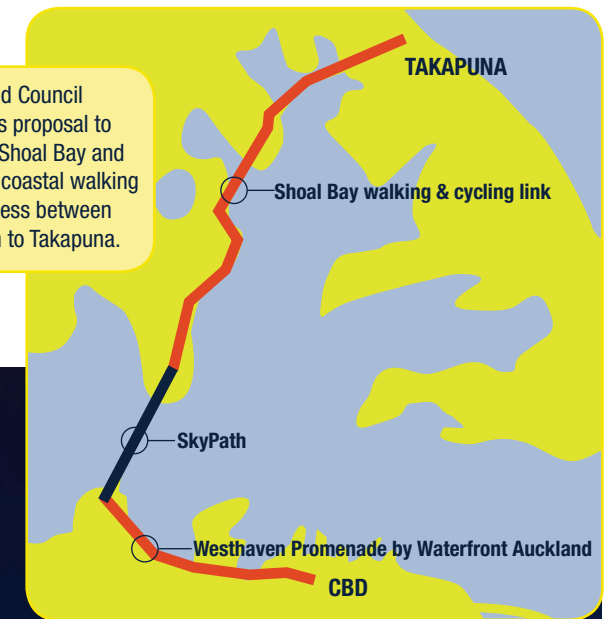 d Council
s proposal to
Shoal Bay and
coastal walking
ess between
to Takapuna.
TAKAPUNA
Shoal Bay walking & cycling link
SkyPath
Westhaven Promenade by Waterfront Auckland
CBD